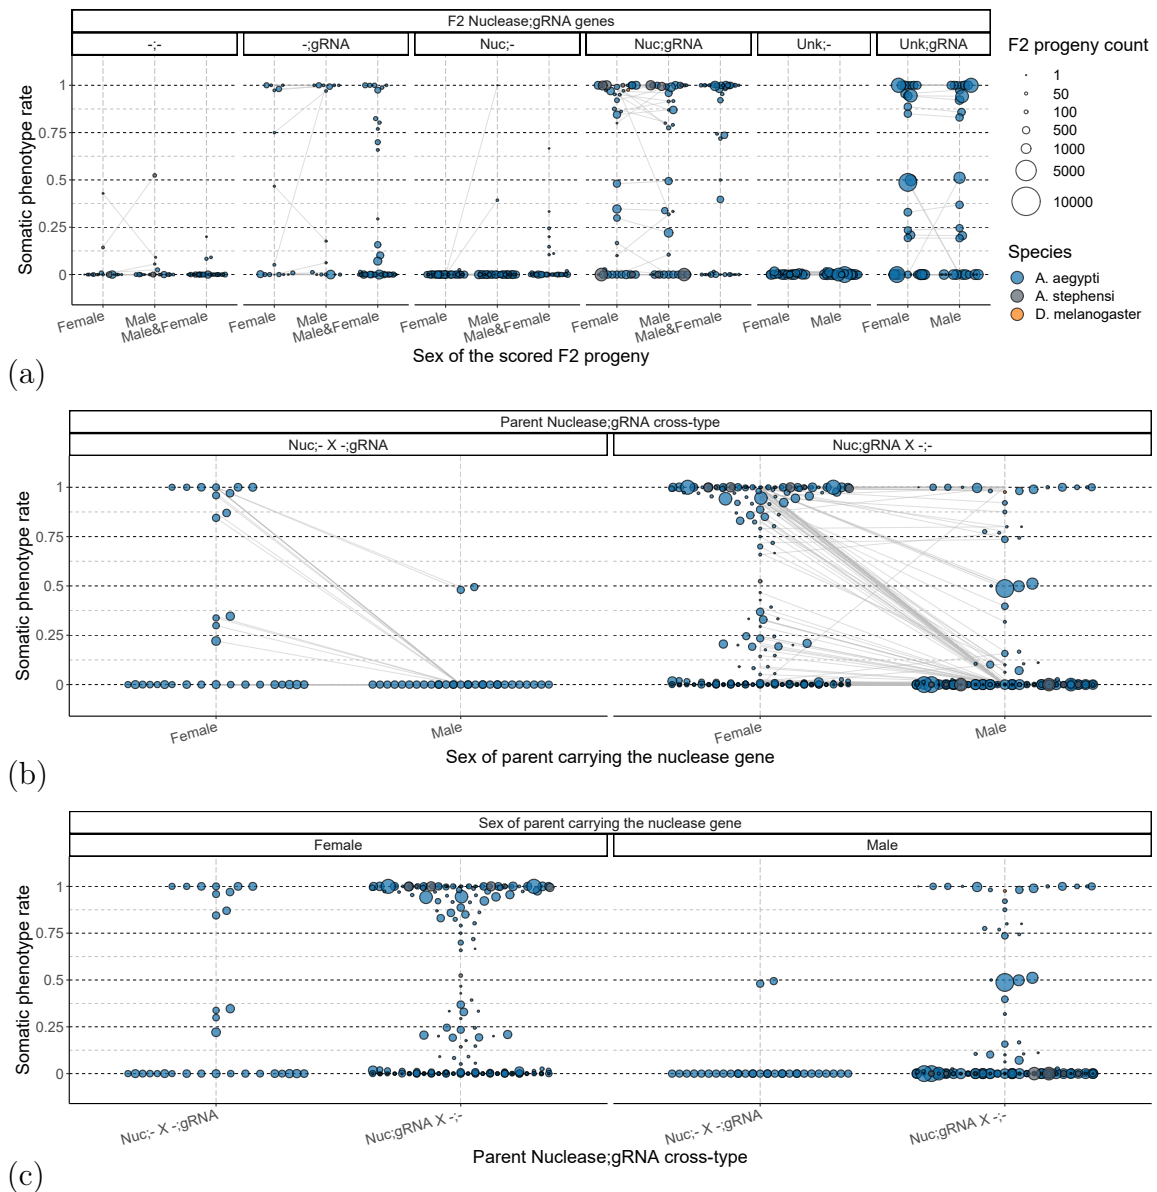 F2 Nuclease;gRNA genes
-;-
-;gRNA
Nuc;-
Nuc;gRNA
Unk;-
Unk;gRNA
Somatic phenotype rate
1
0.75
0.5
0.25
0
Female
Male
Male&Female
Female
Male
Male&Female
Female
Male
Male&Female
Female
Male
Male&Female
Female
Male
Female
Male
Sex of the scored F2 progeny
F2 progeny count
1
50
100
500
1000
5000
10000
Species
A. aegypti
A. stephensi
D. melanogaster
(a)
Parent Nuclease;gRNA cross-type
Nuc;- X -;gRNA
Nuc;gRNA X -;-
Somatic phenotype rate
1
0.75
0.5
0.25
0
Female
Male
Female
Male
Sex of parent carrying the nuclease gene
(b)
Sex of parent carrying the nuclease gene
Female
Male
Somatic phenotype rate
1
0.75
0.5
0.25
0
Nuc;- X -;gRNA
Nuc;gRNA X -;-
Nuc;- X -;gRNA
Nuc;gRNA X -;-
Parent Nuclease;gRNA cross-type
(c)